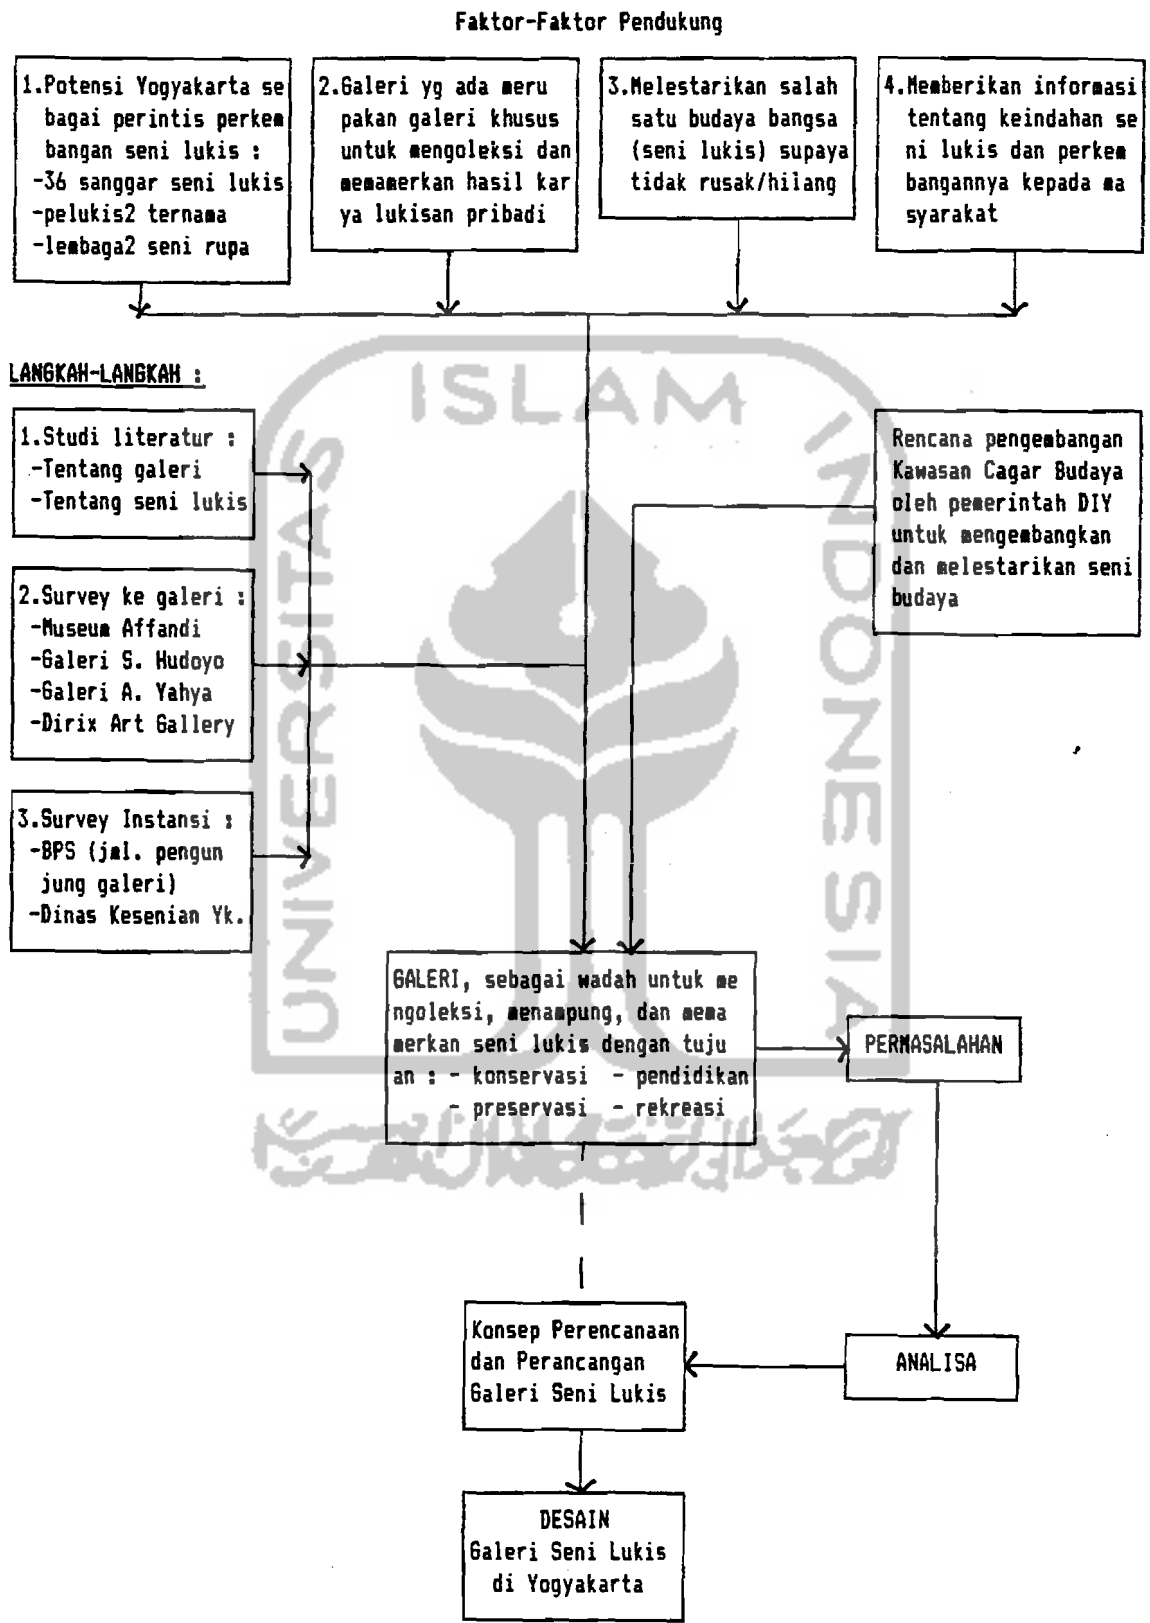 Faktor-Faktor Pendukung
1.Potensi Yogyakarta se
bagai perintis perkem
bangan seni lukis :
-36 sanggar seni lukis
-pelukis2 ternama
-lembaga2 seni rupa
2.Galeri yg ada meru
pakan galeri khusus
untuk mengoleksi dan
memamerkan hasil kar
ya lukisan pribadi
3.Melestarikan salah
satu budaya bangsa
(seni lukis) supaya
tidak rusak/hilang
4.Memberikan informasi
tentang keindahan se
ni lukis dan perkem
bangannya kepada ma
syarakat
LANGKAH-LANGKAH :
1.Studi literatur :
-Tentang galeri
-Tentang seni lukis
2.Survey ke galeri :
-Museum Affandi
-Galeri S. Hudoyo
-Galeri A. Yahya
-Dirix Art Gallery
3.Survey Instansi :
-BPS (jml. pengun
jung galeri)
-Dinas Kesenian Yk.
Rencana pengembangan
Kawasan Cagar Budaya
oleh pemerintah DIY
untuk mengembangkan
dan melestarikan seni
budaya
GALERI, sebagai wadah untuk me
ngoleksi, menampung, dan mema
merkan seni lukis dengan tuju
an : - konservasi - pendidikan
- preservasi - rekreasi
PERMASALAHAN
ANALISA
Konsep Perencanaan
dan Perancangan
Galeri Seni Lukis
DESAIN
Galeri Seni Lukis
di Yogyakarta
UNIVERSITAS
ISLAM
INDONESIA